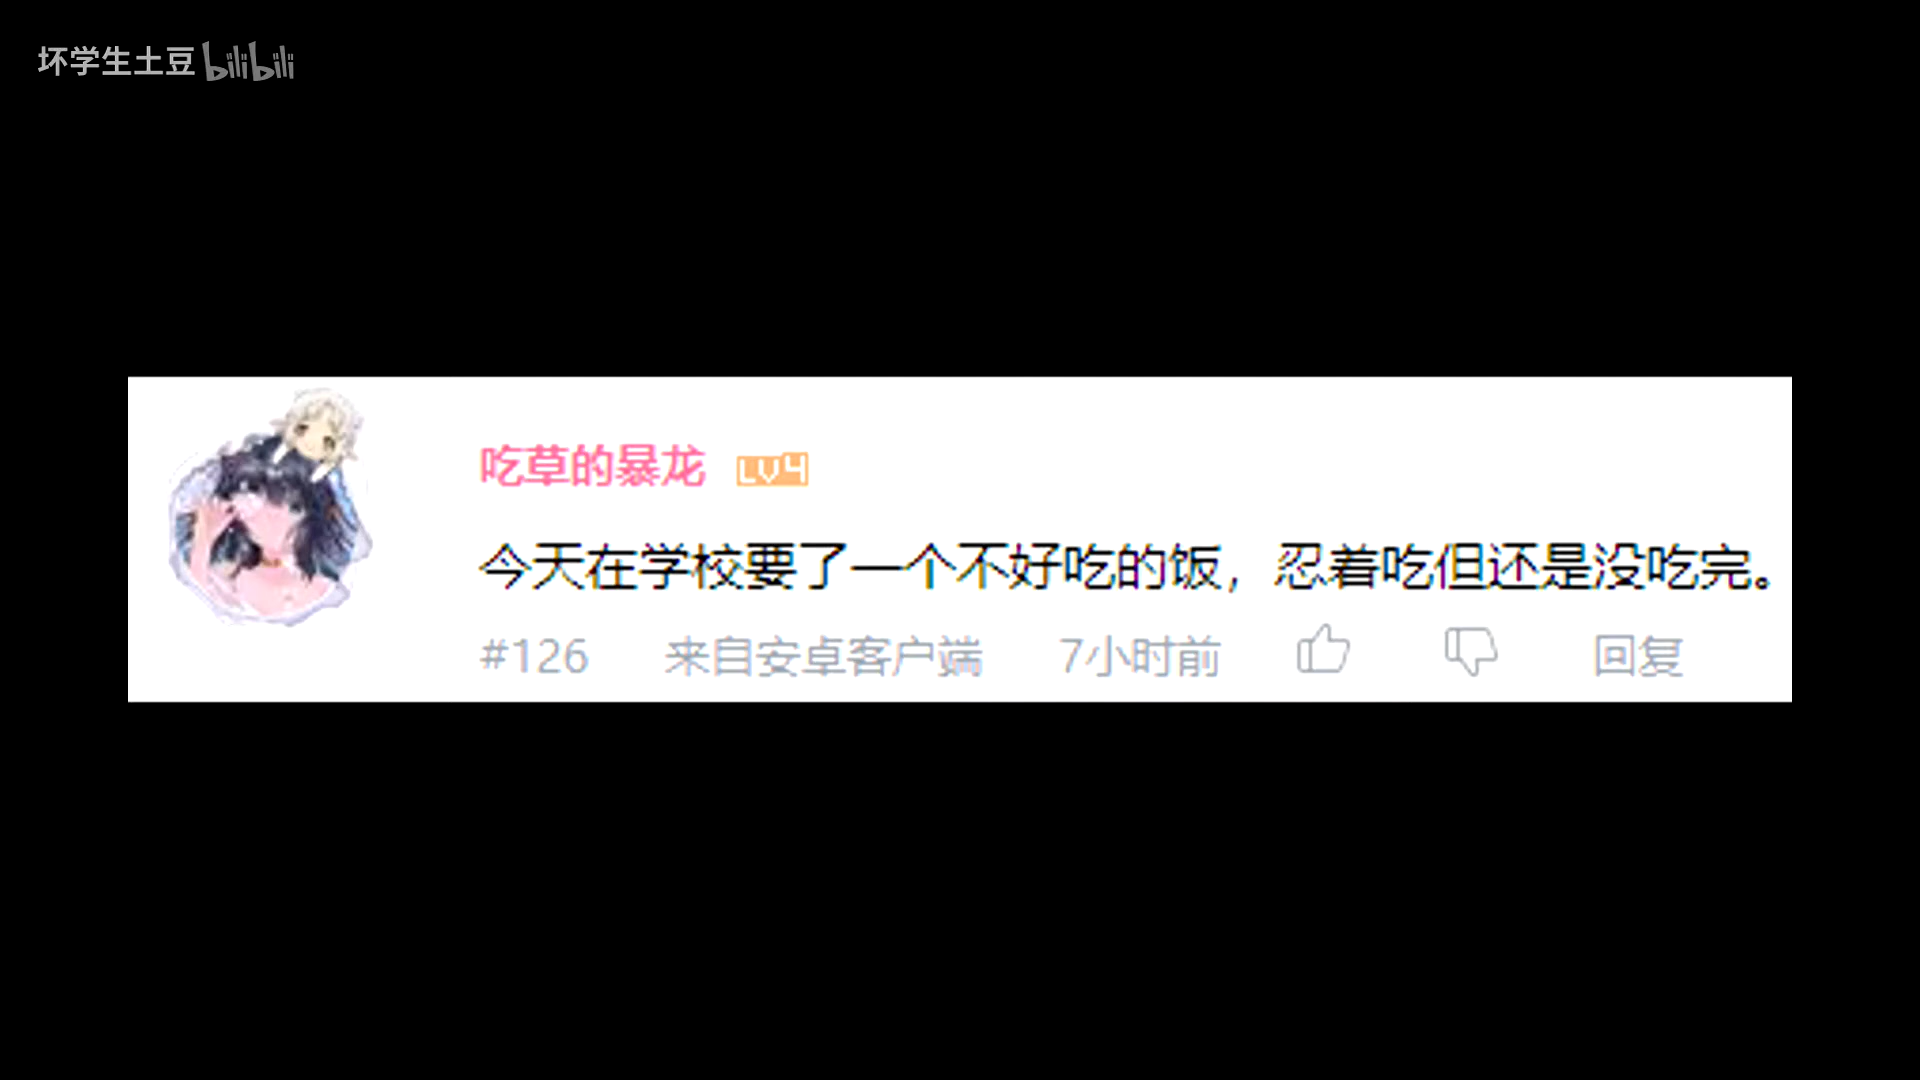 坏学生土豆 bilibili
吃草的暴龙 LV4
今天在学校要了一个不好吃的饭，忍着吃但还是没吃完。
#126 来自安卓客户端 7小时前 回复